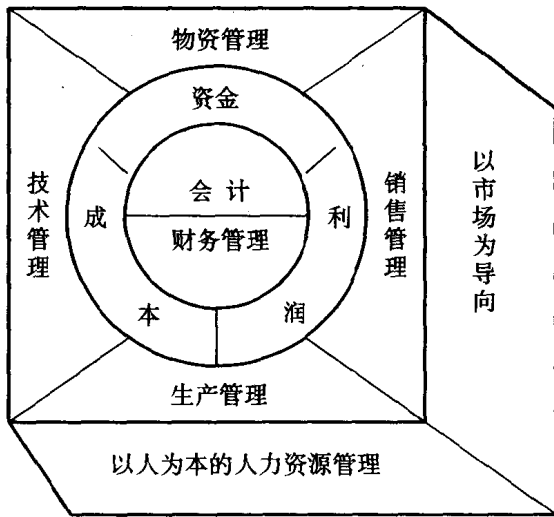 物资管理
资金
技术管理
成本
会计
财务管理
利润
销售管理
生产管理
以市场为导向
以人为本的人力资源管理